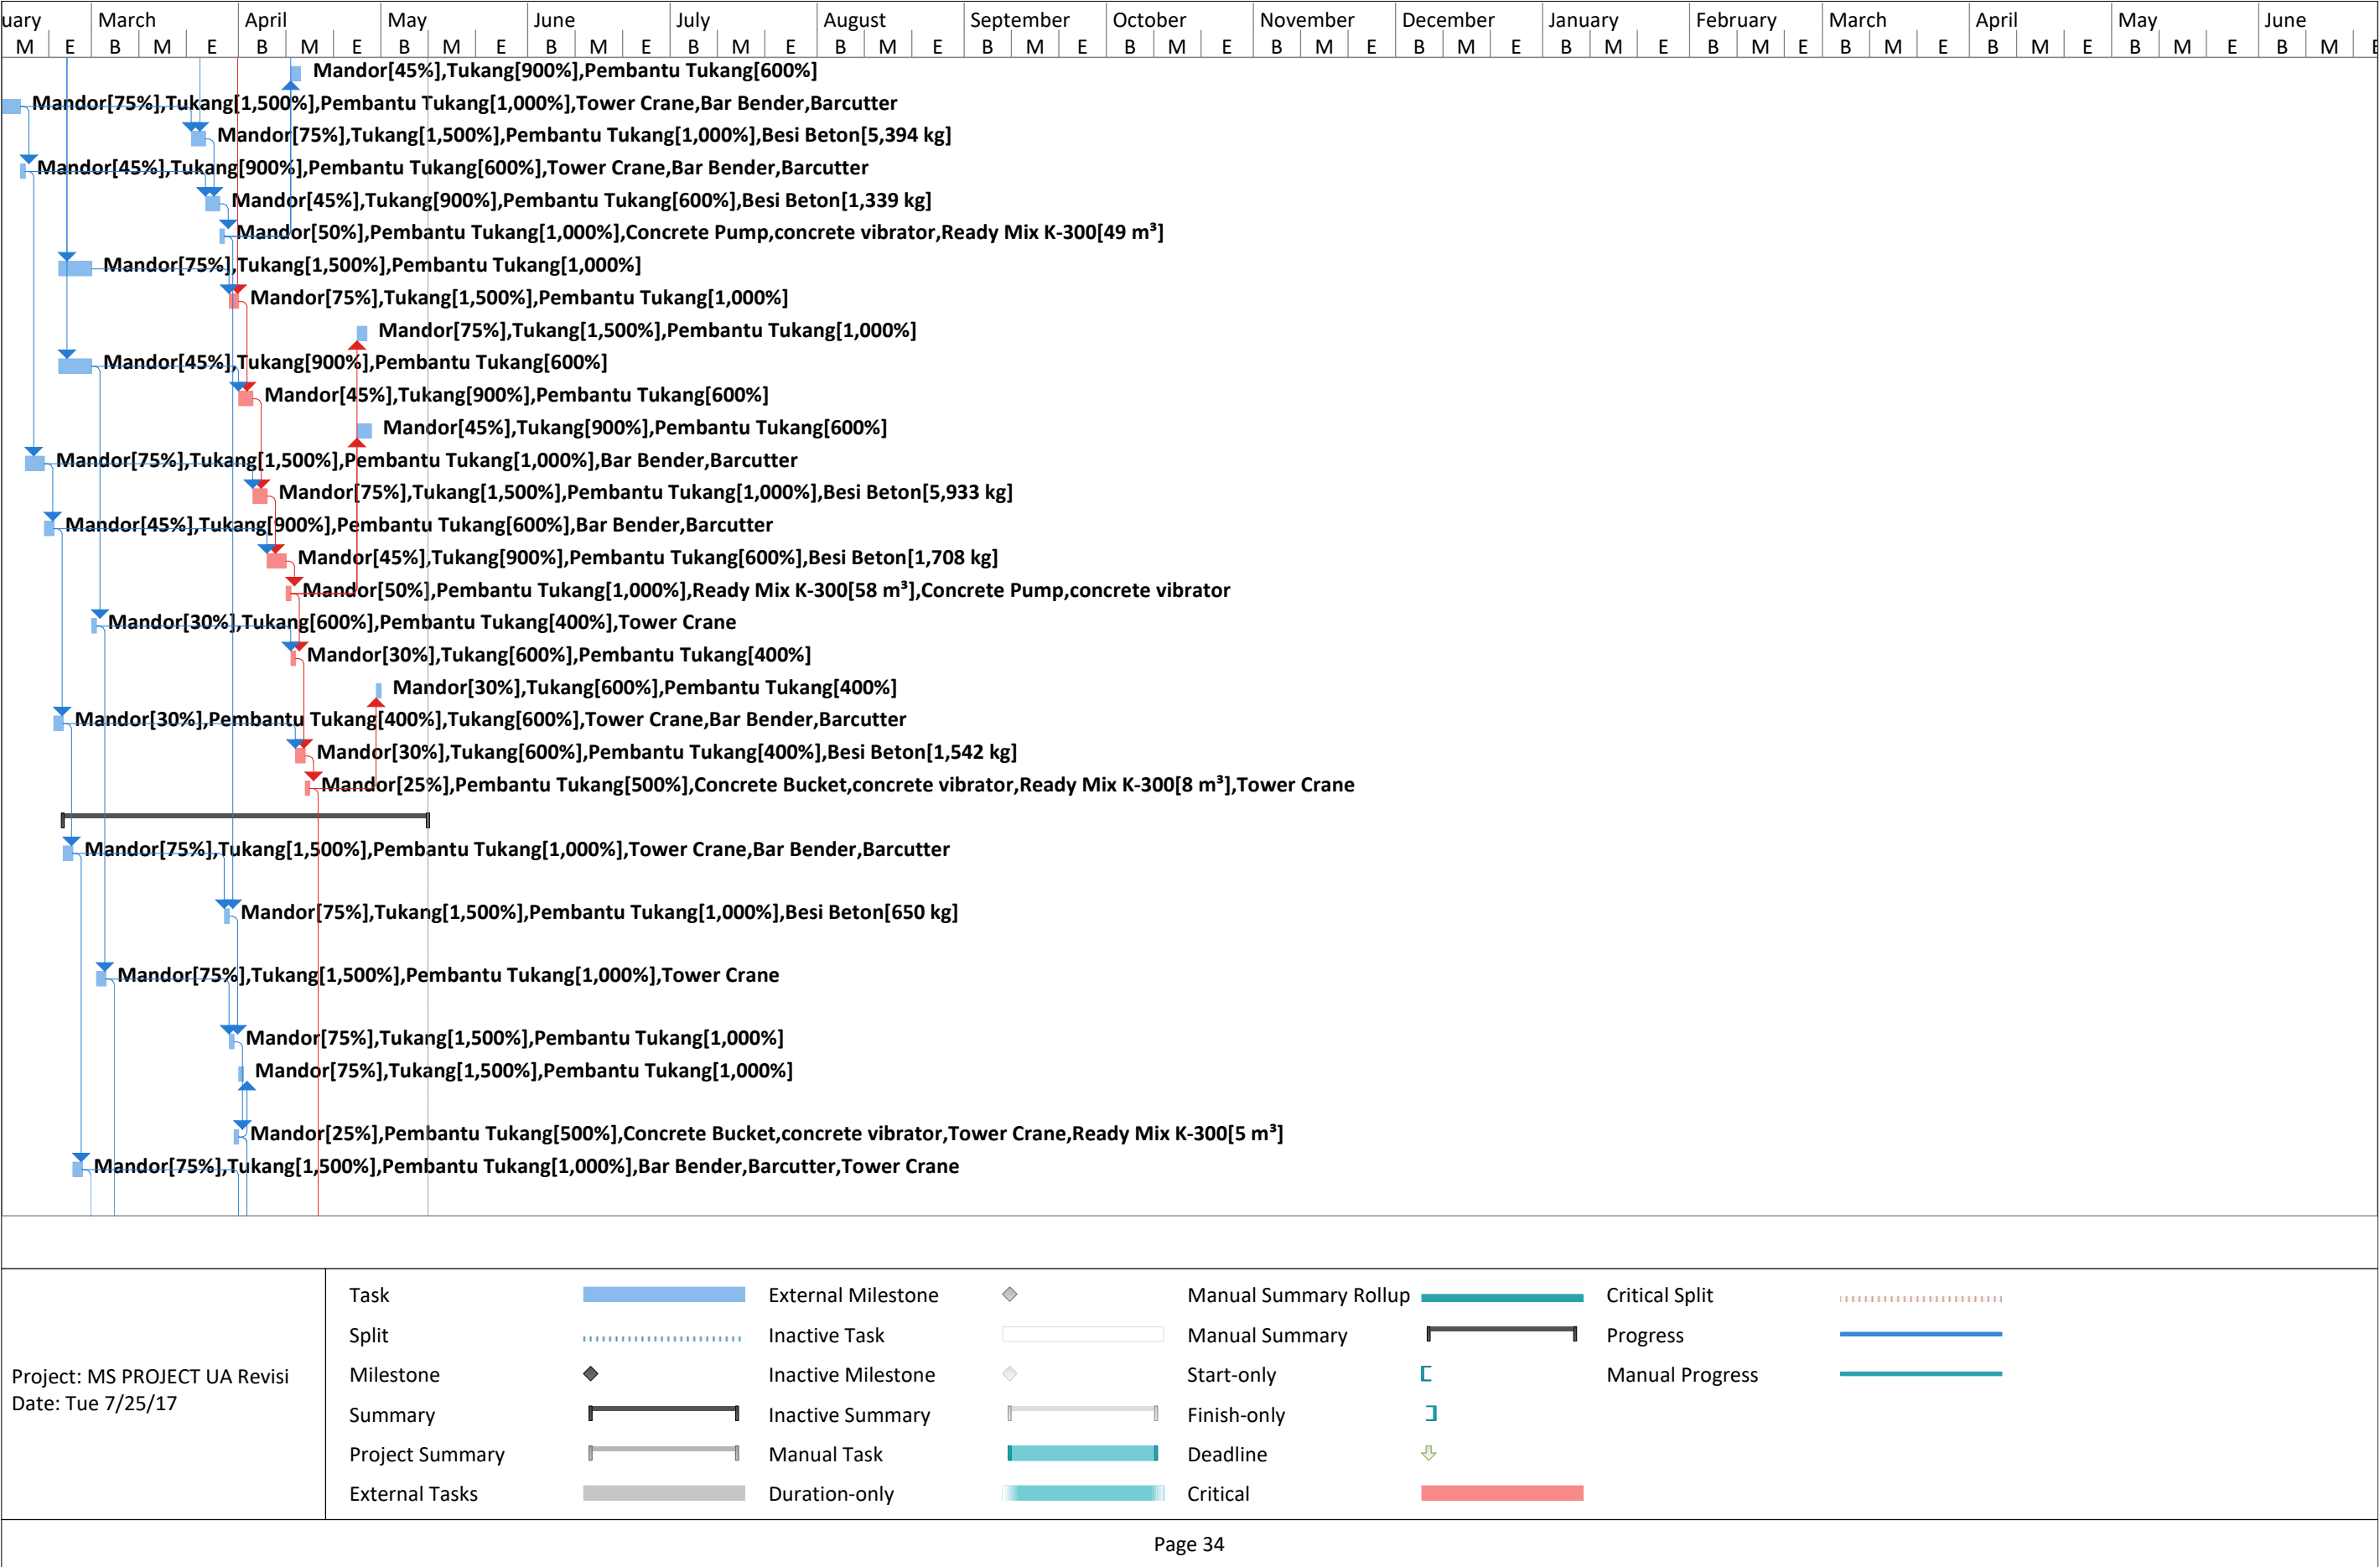 uary March April May June July August September October November December January February March April May June
M E B M E B M E B M E B M E B M E B M E B M E B M E B M E B M E B M E B M E B M E B M E B M E B M E
Mandor[45%],Tukang[900%],Pembantu Tukang[600%]
Mandor[75%],Tukang[1,500%],Pembantu Tukang[1,000%],Tower Crane,Bar Bender,Barcutter
Mandor[75%],Tukang[1,500%],Pembantu Tukang[1,000%],Besi Beton[5,394 kg]
Mandor[45%],Tukang[900%],Pembantu Tukang[600%],Tower Crane,Bar Bender,Barcutter
Mandor[45%],Tukang[900%],Pembantu Tukang[600%],Besi Beton[1,339 kg]
Mandor[50%],Pembantu Tukang[1,000%],Concrete Pump,concrete vibrator,Ready Mix K-300[49 m³]
Mandor[75%],Tukang[1,500%],Pembantu Tukang[1,000%]
Mandor[75%],Tukang[1,500%],Pembantu Tukang[1,000%]
Mandor[75%],Tukang[1,500%],Pembantu Tukang[1,000%]
Mandor[45%],Tukang[900%],Pembantu Tukang[600%]
Mandor[45%],Tukang[900%],Pembantu Tukang[600%]
Mandor[45%],Tukang[900%],Pembantu Tukang[600%]
Mandor[75%],Tukang[1,500%],Pembantu Tukang[1,000%],Bar Bender,Barcutter
Mandor[75%],Tukang[1,500%],Pembantu Tukang[1,000%],Besi Beton[5,933 kg]
Mandor[45%],Tukang[900%],Pembantu Tukang[600%],Bar Bender,Barcutter
Mandor[45%],Tukang[900%],Pembantu Tukang[600%],Besi Beton[1,708 kg]
Mandor[50%],Pembantu Tukang[1,000%],Ready Mix K-300[58 m³],Concrete Pump,concrete vibrator
Mandor[30%],Tukang[600%],Pembantu Tukang[400%],Tower Crane
Mandor[30%],Tukang[600%],Pembantu Tukang[400%]
Mandor[30%],Tukang[600%],Pembantu Tukang[400%]
Mandor[30%],Pembantu Tukang[400%],Tukang[600%],Tower Crane,Bar Bender,Barcutter
Mandor[30%],Tukang[600%],Pembantu Tukang[400%],Besi Beton[1,542 kg]
Mandor[25%],Pembantu Tukang[500%],Concrete Bucket,concrete vibrator,Ready Mix K-300[8 m³],Tower Crane
Mandor[75%],Tukang[1,500%],Pembantu Tukang[1,000%],Tower Crane,Bar Bender,Barcutter
Mandor[75%],Tukang[1,500%],Pembantu Tukang[1,000%],Besi Beton[650 kg]
Mandor[75%],Tukang[1,500%],Pembantu Tukang[1,000%],Tower Crane
Mandor[75%],Tukang[1,500%],Pembantu Tukang[1,000%]
Mandor[75%],Tukang[1,500%],Pembantu Tukang[1,000%]
Mandor[25%],Pembantu Tukang[500%],Concrete Bucket,concrete vibrator,Tower Crane,Ready Mix K-300[5 m³]
Mandor[75%],Tukang[1,500%],Pembantu Tukang[1,000%],Bar Bender,Barcutter,Tower Crane
Project: MS PROJECT UA Revisi
Date: Tue 7/25/17
Task External Milestone Manual Summary Rollup Critical Split
Split Inactive Task Manual Summary Progress
Milestone Inactive Milestone Start-only Manual Progress
Summary Inactive Summary Finish-only
Project Summary Manual Task Deadline
External Tasks Duration-only Critical
Page 34